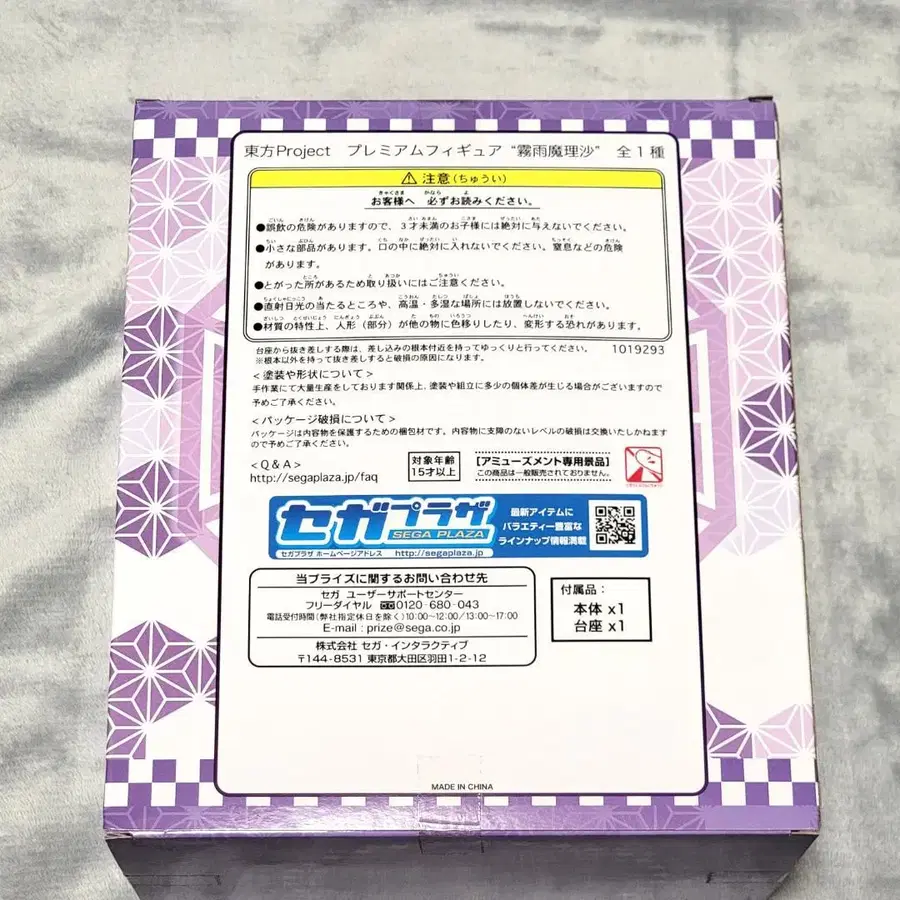 東方Project プレミアムフィギュア "霧雨魔理沙" 全1種
⚠ 注意(ちゅうい)
お客様へ 必ずお読みください。
●誤飲の危険がありますので、3才未満のお子様には絶対に与えないでください。
●小さな部品があります。口の中に絶対に入れないでください。窒息などの危険
があります。
●とがった所があるため取り扱いにはご注意ください。
●直射日光の当たるところや、高温・多湿な場所には放置しないでください。
●材質の特性上、人形(部分)が他の物に色移りしたり、変形する恐れがあります。
台座から抜き差しする際は、差し込みの根本付近を持ってゆっくりと行ってください。 1019293
※根本以外を持って抜き差しすると破損の原因になります。
<塗装や形状について>
手作業にて大量生産をしております関係上、塗装や組立に多少の個体差が生じる場合がございますので
予めご了承ください。
<パッケージ破損について>
パッケージは内容物を保護するための梱包材です。内容物に支障のないレベルの破損は交換いたしかねます
ので予めご了承ください。
<Q&A>
http://segaplaza.jp/faq
対象年齢
15才以上
[アミューズメント専用景品]
この商品は一般販売されておりません。
セガプラザ
SEGA PLAZA
セガプラザ ホームページアドレス http://segaplaza.jp
最新アイテムに
バラエティー豊富な
ラインナップ情報満載
当プライズに関するお問い合わせ先
セガ ユーザーサポートセンター
フリーダイヤル 0120-680-043
電話受付時間(弊社指定休日を除く)10:00~12:00/13:00~17:00
E-mail : prize@sega.co.jp
株式会社 セガ・インタラクティブ
〒144-8531 東京都大田区羽田1-2-12
付属品:
本体 x1
台座 x1
MADE IN CHINA